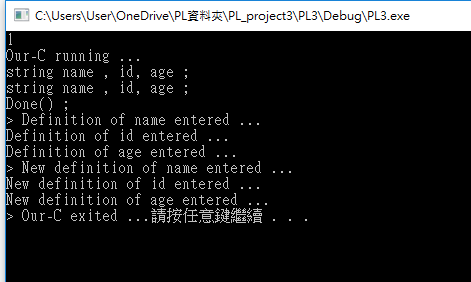 C:\Users\User\OneDrive\PL資料夾\PL_project3\PL3\Debug\PL3.exe
1
Our-C running ...
string name , id, age ;
string name , id, age ;
Done() ;
> Definition of name entered ...
Definition of id entered ...
Definition of age entered ...
> New definition of name entered ...
New definition of id entered ...
New definition of age entered ...
> Our-C exited ...請按任意鍵繼續 . . .